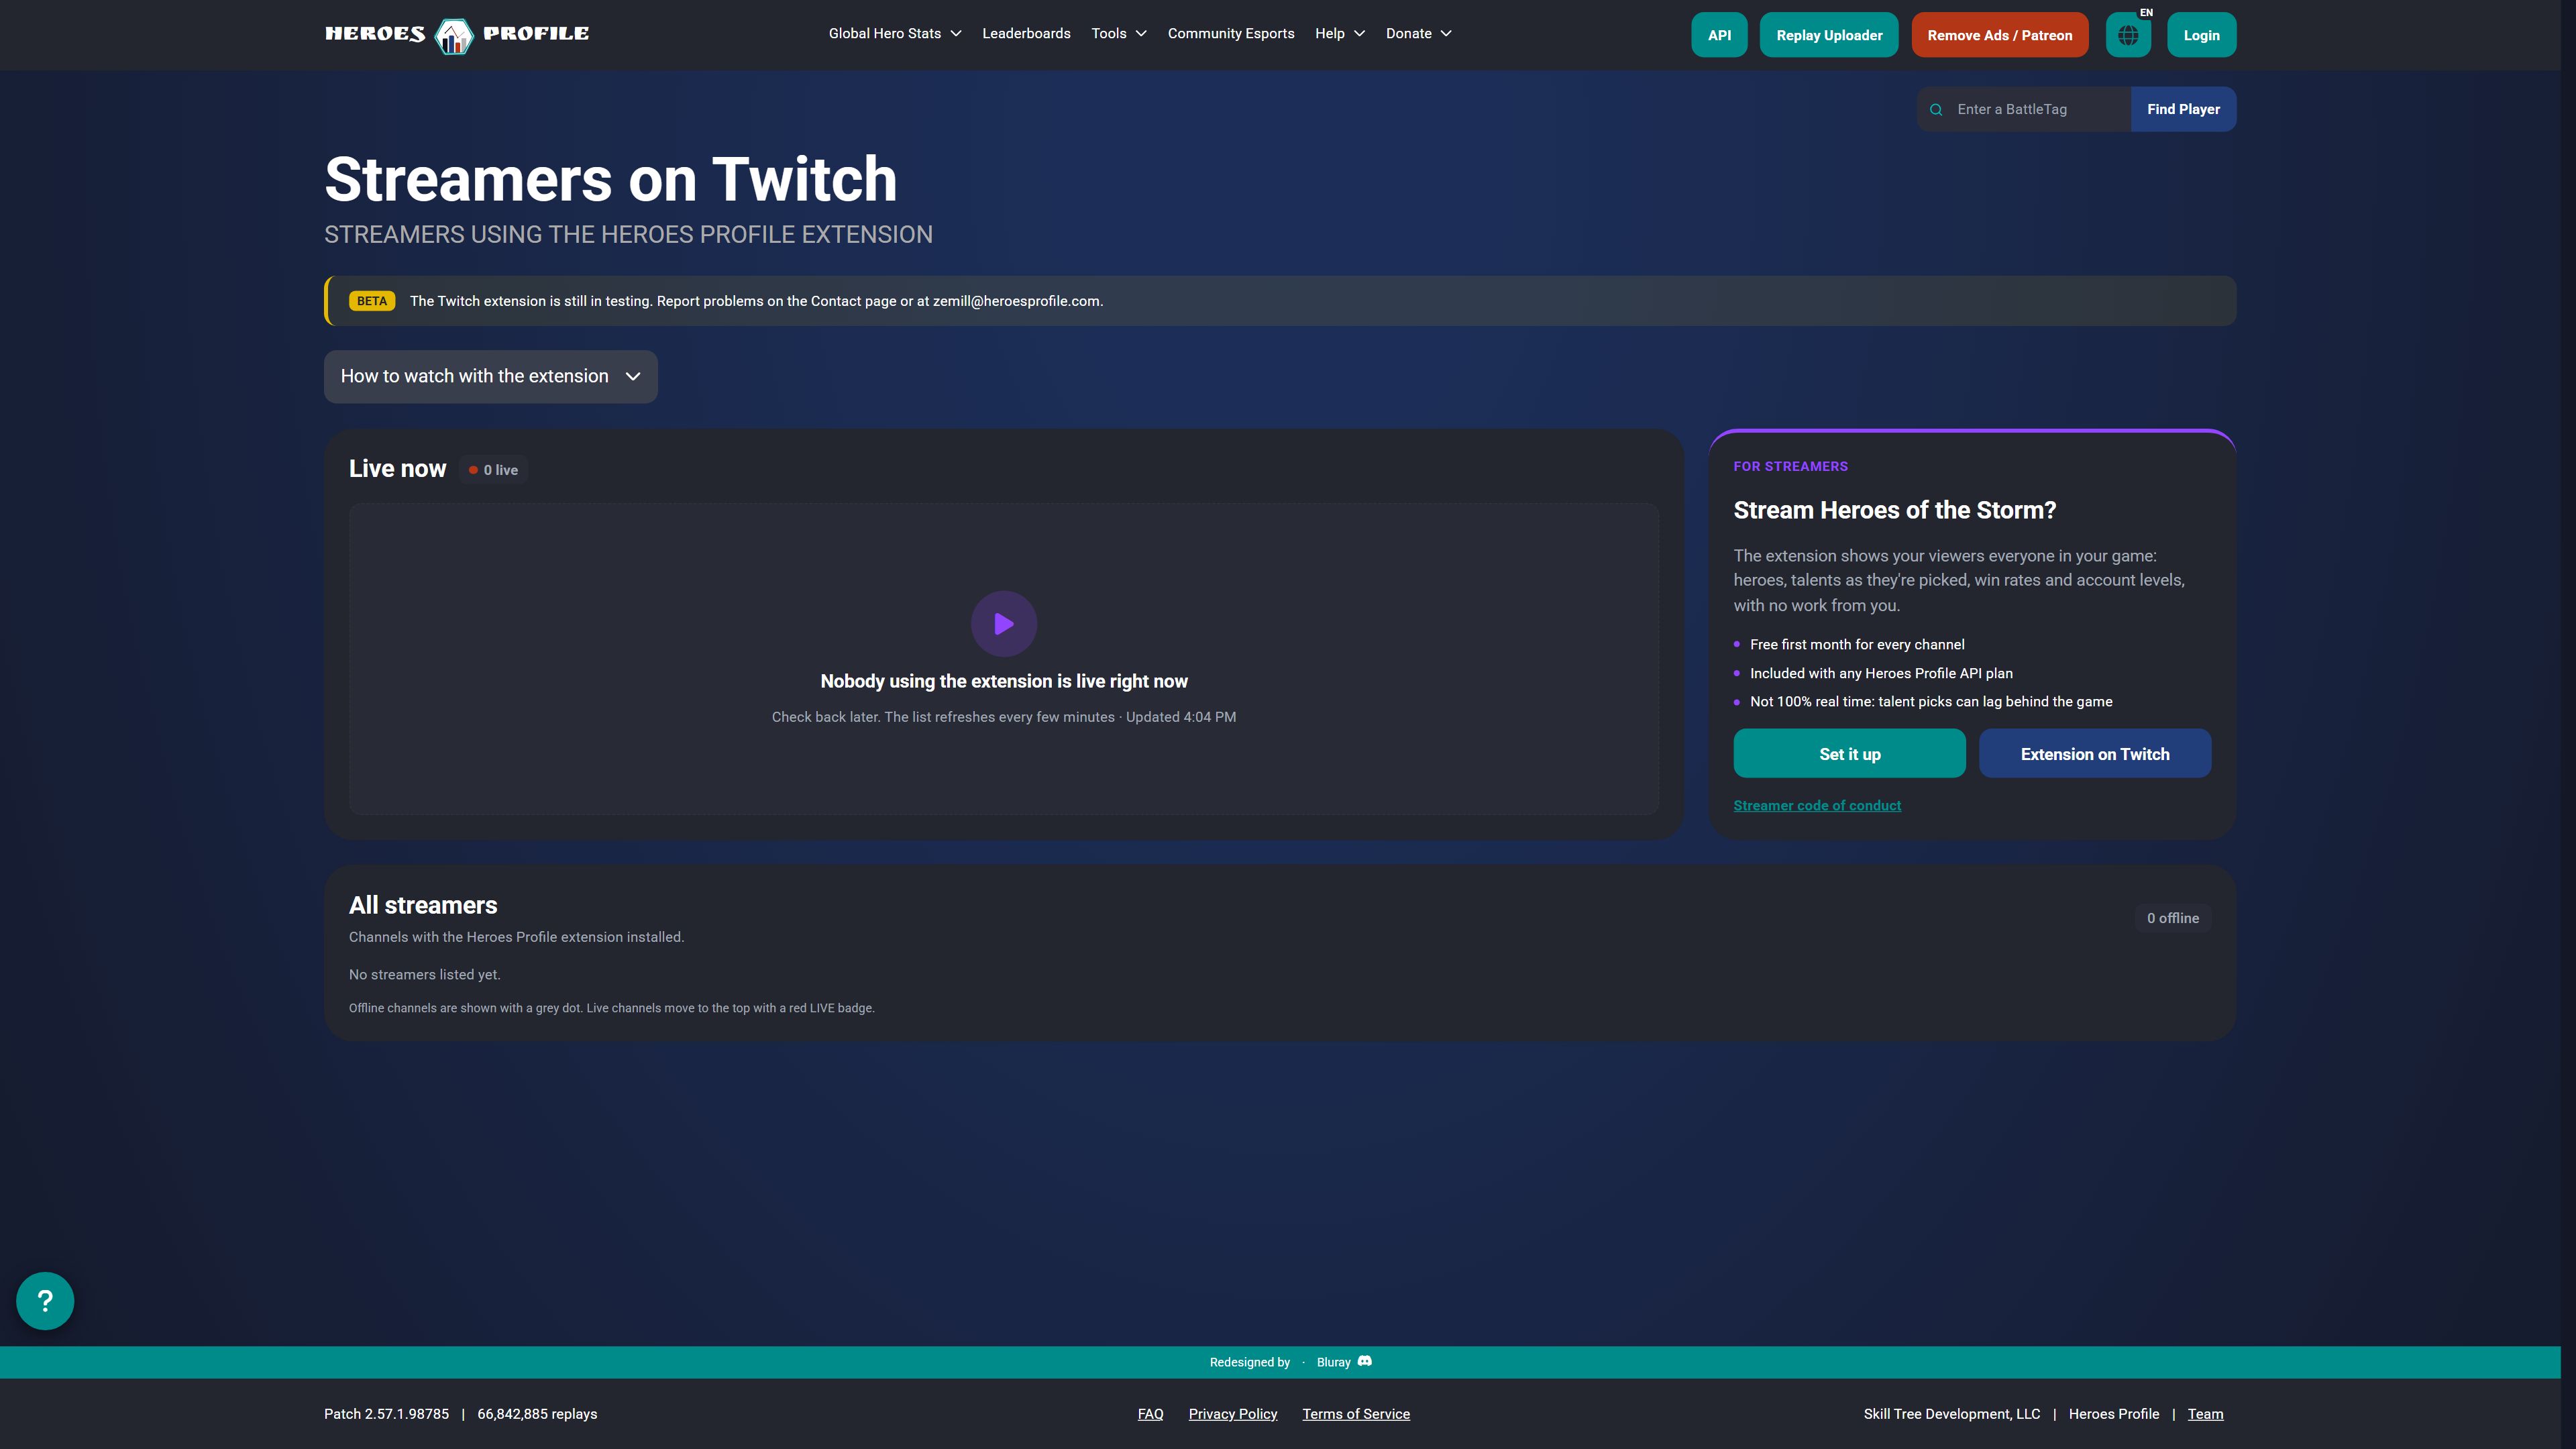 HEROES PROFILE
Global Hero Stats
Leaderboards
Tools
Community Esports
Help
Donate
API
Replay Uploader
Remove Ads / Patreon
EN
Login
Enter a BattleTag
Find Player
Streamers on Twitch
STREAMERS USING THE HEROES PROFILE EXTENSION
BETA
The Twitch extension is still in testing. Report problems on the Contact page or at zemill@heroesprofile.com.
How to watch with the extension
Live now
0 live
Nobody using the extension is live right now
Check back later. The list refreshes every few minutes · Updated 4:04 PM
FOR STREAMERS
Stream Heroes of the Storm?
The extension shows your viewers everyone in your game:
heroes, talents as they're picked, win rates and account levels,
with no work from you.
Free first month for every channel
Included with any Heroes Profile API plan
Not 100% real time: talent picks can lag behind the game
Set it up
Extension on Twitch
Streamer code of conduct
All streamers
0 offline
Channels with the Heroes Profile extension installed.
No streamers listed yet.
Offline channels are shown with a grey dot. Live channels move to the top with a red LIVE badge.
?
Redesigned by · Bluray
Patch 2.57.1.98785 | 66,842,885 replays
FAQ
Privacy Policy
Terms of Service
Skill Tree Development, LLC | Heroes Profile | Team